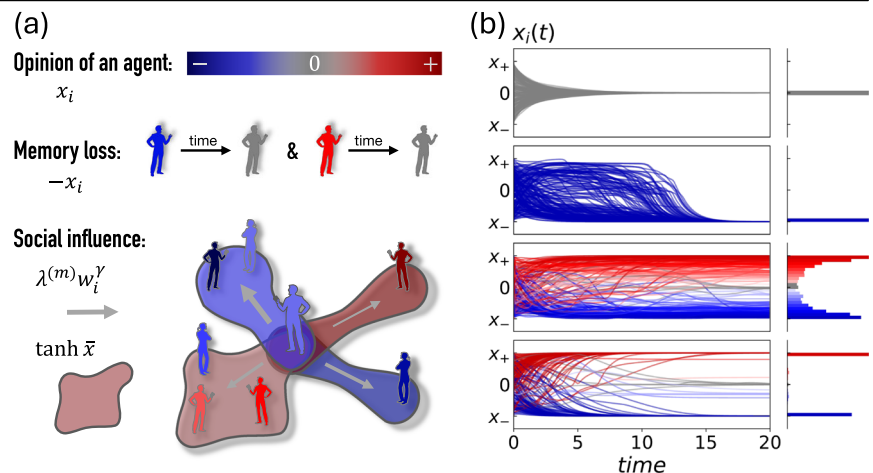 (a)
Opinion of an agent:
x_i
− 0 +
Memory loss:
−x_i
time
&
time
Social influence:
λ^(m) w_i^γ
tanh x̄
(b)
x_i(t)
x_+
0
x_−
x_+
0
x_−
x_+
0
x_−
x_+
0
x_−
0 5 10 15 20
time